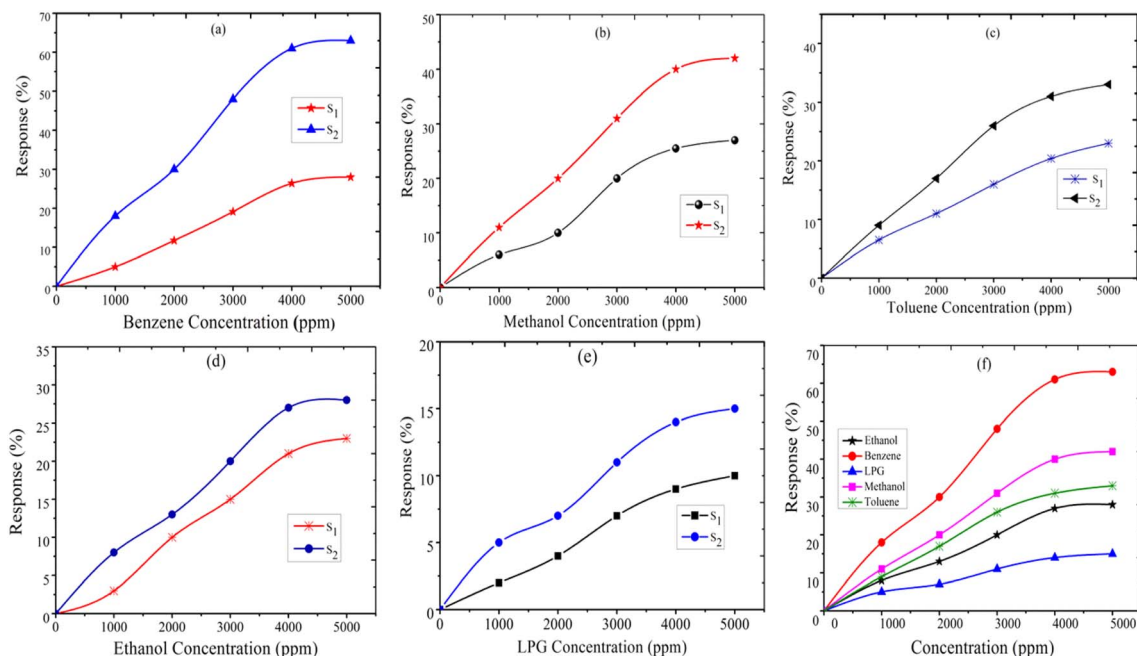 (a)
Response (%)
70
60
50
40
30
20
10
0
S1
S2
0 1000 2000 3000 4000 5000
Benzene Concentration (ppm)
(b)
Response (%)
50
40
30
20
10
0
S1
S2
0 1000 2000 3000 4000 5000
Methanol Concentration (ppm)
(c)
Response (%)
40
30
20
10
0
S1
S2
0 1000 2000 3000 4000 5000
Toluene Concentration (ppm)
(d)
Response (%)
35
30
25
20
15
10
5
0
S1
S2
0 1000 2000 3000 4000 5000
Ethanol Concentration (ppm)
(e)
Response (%)
20
15
10
5
0
S1
S2
0 1000 2000 3000 4000 5000
LPG Concentration (ppm)
(f)
Response (%)
70
60
50
40
30
20
10
0
Ethanol
Benzene
LPG
Methanol
Toluene
0 1000 2000 3000 4000 5000
Concentration (ppm)